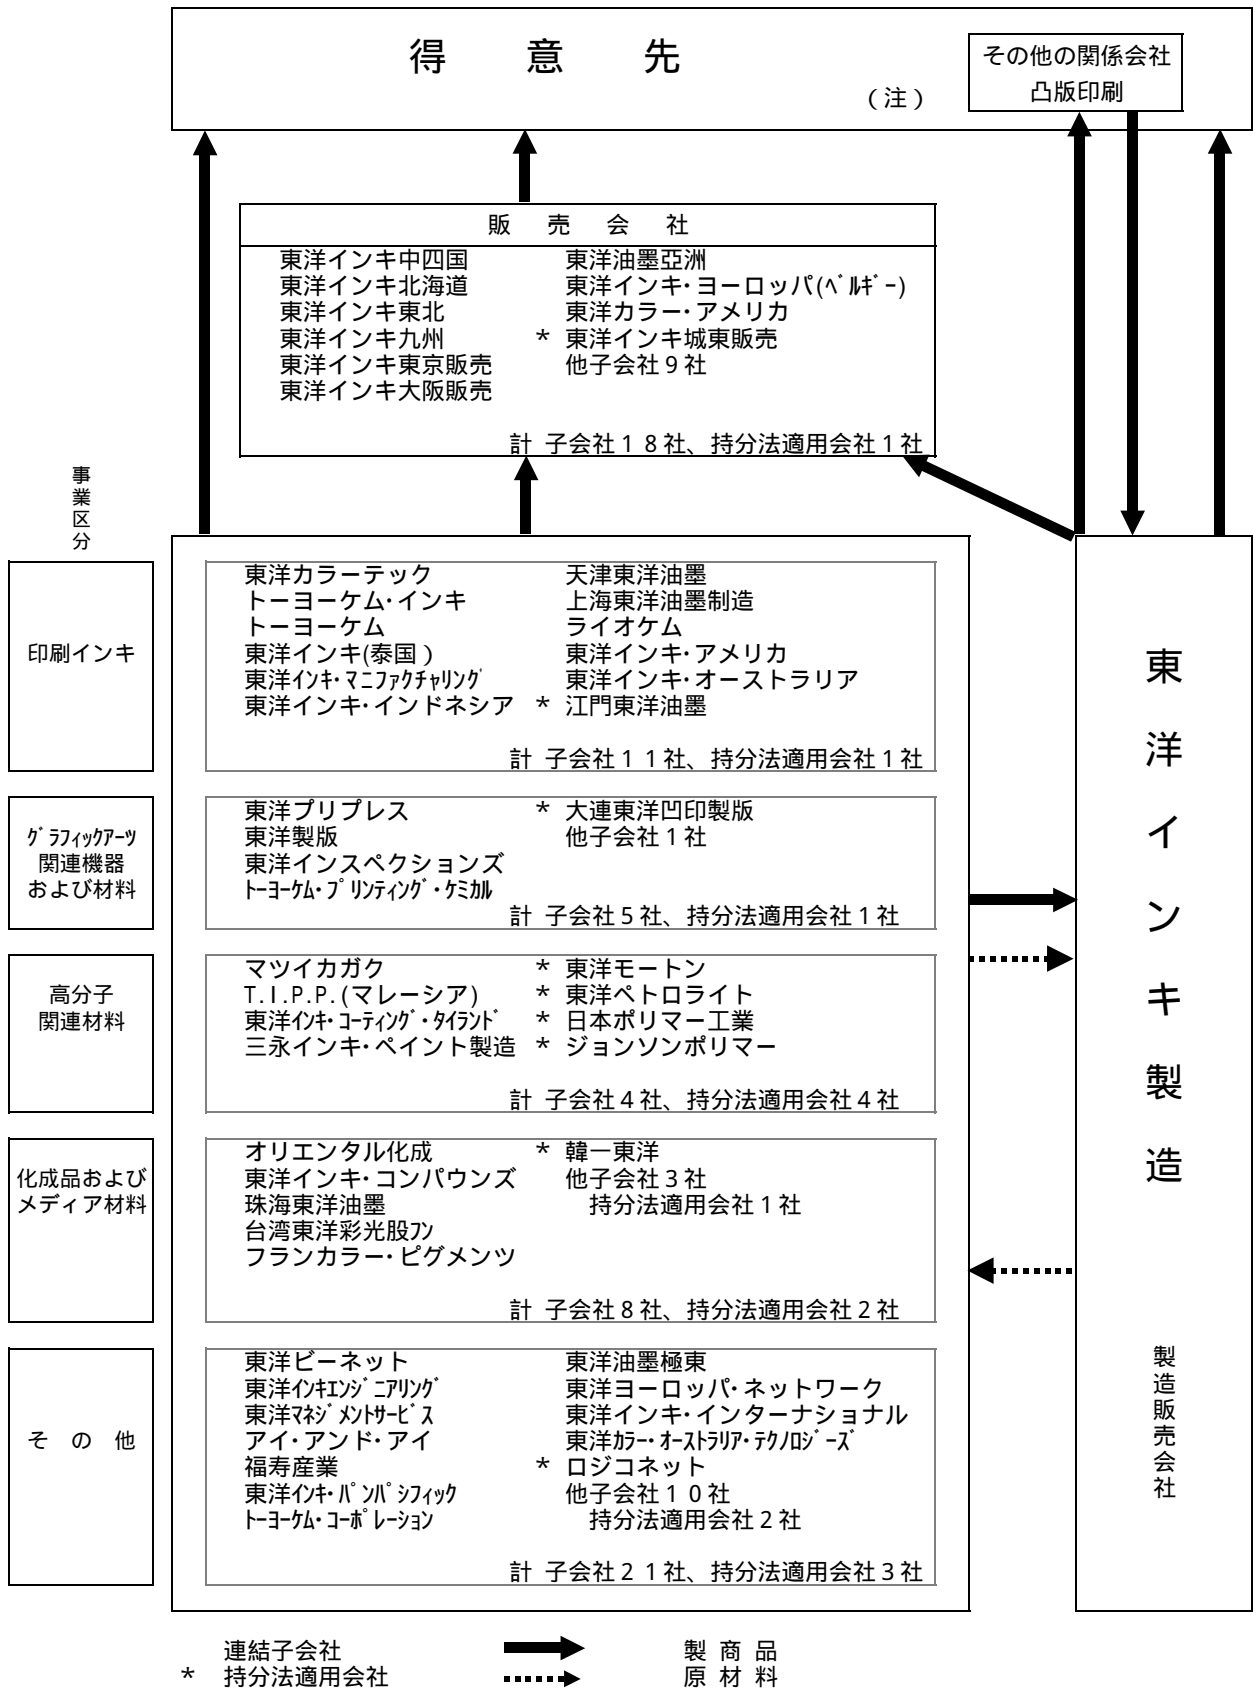 得 意 先
(注)
その他の関係会社
凸版印刷
販 売 会 社
東洋インキ中四国 東洋油墨亞洲
東洋インキ北海道 東洋インキ･ヨーロッパ(ﾍﾞﾙｷﾞｰ)
東洋インキ東北 東洋カラー･アメリカ
東洋インキ九州 * 東洋インキ城東販売
東洋インキ東京販売 他子会社9社
東洋インキ大阪販売
計 子会社18社、持分法適用会社1社
事業区分
印刷インキ
東洋カラーテック 天津東洋油墨
トーヨーケム･インキ 上海東洋油墨制造
トーヨーケム ライオケム
東洋インキ(泰国) 東洋インキ･アメリカ
東洋ｲﾝｷ･ﾏﾆﾌｧｸﾁｬﾘﾝｸﾞ 東洋インキ･オーストラリア
東洋インキ･インドネシア * 江門東洋油墨
計 子会社11社、持分法適用会社1社
ｸﾞﾗﾌｨｯｸｱｰﾂ
関連機器
および材料
東洋プリプレス * 大連東洋凹印製版
東洋製版 他子会社1社
東洋インスペクションズ
ﾄｰﾖｰｹﾑ･ﾌﾟﾘﾝﾃｨﾝｸﾞ･ｹﾐｶﾙ
計 子会社5社、持分法適用会社1社
高分子
関連材料
マツイカガク * 東洋モートン
T.I.P.P.(マレーシア) * 東洋ペトロライト
東洋ｲﾝｷ･ｺｰﾃｨﾝｸﾞ･ﾀｲﾗﾝﾄﾞ * 日本ポリマー工業
三永インキ･ペイント製造 * ジョンソンポリマー
計 子会社4社、持分法適用会社4社
化成品および
メディア材料
オリエンタル化成 * 韓一東洋
東洋インキ･コンパウンズ 他子会社3社
珠海東洋油墨 持分法適用会社1社
台湾東洋彩光股ﾌﾝ
フランカラー･ピグメンツ
計 子会社8社、持分法適用会社2社
そ の 他
東洋ビーネット 東洋油墨極東
東洋ｲﾝｷｴﾝｼﾞﾆｱﾘﾝｸﾞ 東洋ヨーロッパ･ネットワーク
東洋ﾏﾈｼﾞﾒﾝﾄｻｰﾋﾞｽ 東洋インキ･インターナショナル
アイ･アンド･アイ 東洋ｶﾗｰ･ｵｰｽﾄﾗﾘｱ･ﾃｸﾉﾛｼﾞｰｽﾞ
福寿産業 * ロジコネット
東洋ｲﾝｷ･ﾊﾟﾝﾊﾟｼﾌｨｯｸ 他子会社10社
ﾄｰﾖｰｹﾑ･ｺｰﾎﾟﾚｰｼｮﾝ 持分法適用会社2社
計 子会社21社、持分法適用会社3社
東洋インキ製造
製造販売会社
連結子会社 製 商 品
* 持分法適用会社 原 材 料